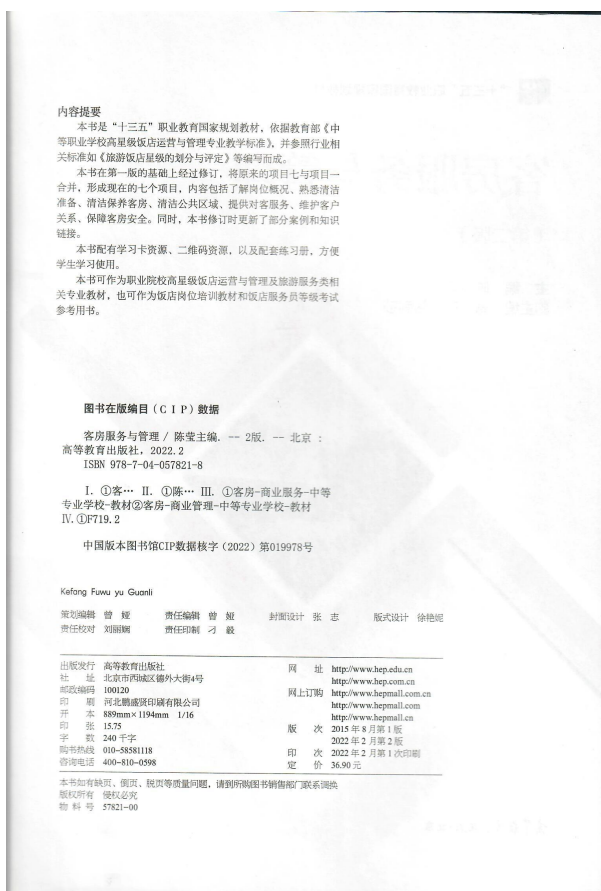 内容提要
本书是“十三五”职业教育国家规划教材，依据教育部《中
等职业学校高星级饭店运营与管理专业教学标准》，并参照行业相
关标准如《旅游饭店星级的划分与评定》等编写而成。
本书在第一版的基础上经过修订，将原来的项目七与项目一
合并，形成现在的七个项目，内容包括了解岗位概况、熟悉清洁
准备、清洁保养客房、清洁公共区域、提供对客服务、维护客户
关系、保障客房安全。同时，本书修订时更新了部分案例和知识
链接。
本书配有学习卡资源、二维码资源，以及配套练习册，方便
学生学习使用。
本书可作为职业院校高星级饭店运营与管理及旅游服务类相
关专业教材，也可作为饭店岗位培训教材和饭店服务员等级考试
参考用书。
图书在版编目（CIP）数据
客房服务与管理 / 陈莹主编. -- 2版. -- 北京 :
高等教育出版社, 2022.2
ISBN 978-7-04-057821-8
Ⅰ. ①客… Ⅱ. ①陈… Ⅲ. ①客房-商业服务-中等
专业学校-教材②客房-商业管理-中等专业学校-教材
Ⅳ. ①F719.2
中国版本图书馆CIP数据核字（2022）第019978号
Kefang Fuwu yu Guanli
策划编辑 曾 娅 责任编辑 曾 娅 封面设计 张 志 版式设计 徐艳妮
责任校对 刘丽娴 责任印制 刁 毅
出版发行 高等教育出版社 网 址 http://www.hep.edu.cn
社 址 北京市西城区德外大街4号 http://www.hep.com.cn
邮政编码 100120 网上订购 http://www.hepmall.com.cn
印 刷 河北鹏盛贤印刷有限公司 http://www.hepmall.com
开 本 889mm×1194mm 1/16 http://www.hepmall.cn
印 张 15.75 版 次 2015 年 8 月第 1 版
字 数 240 千字 2022 年 2 月第 2 版
购书热线 010-58581118 印 次 2022 年 2 月第 1 次印刷
咨询电话 400-810-0598 定 价 36.90 元
本书如有缺页、倒页、脱页等质量问题，请到所购图书销售部门联系调换
版权所有 侵权必究
物 料 号 57821-00